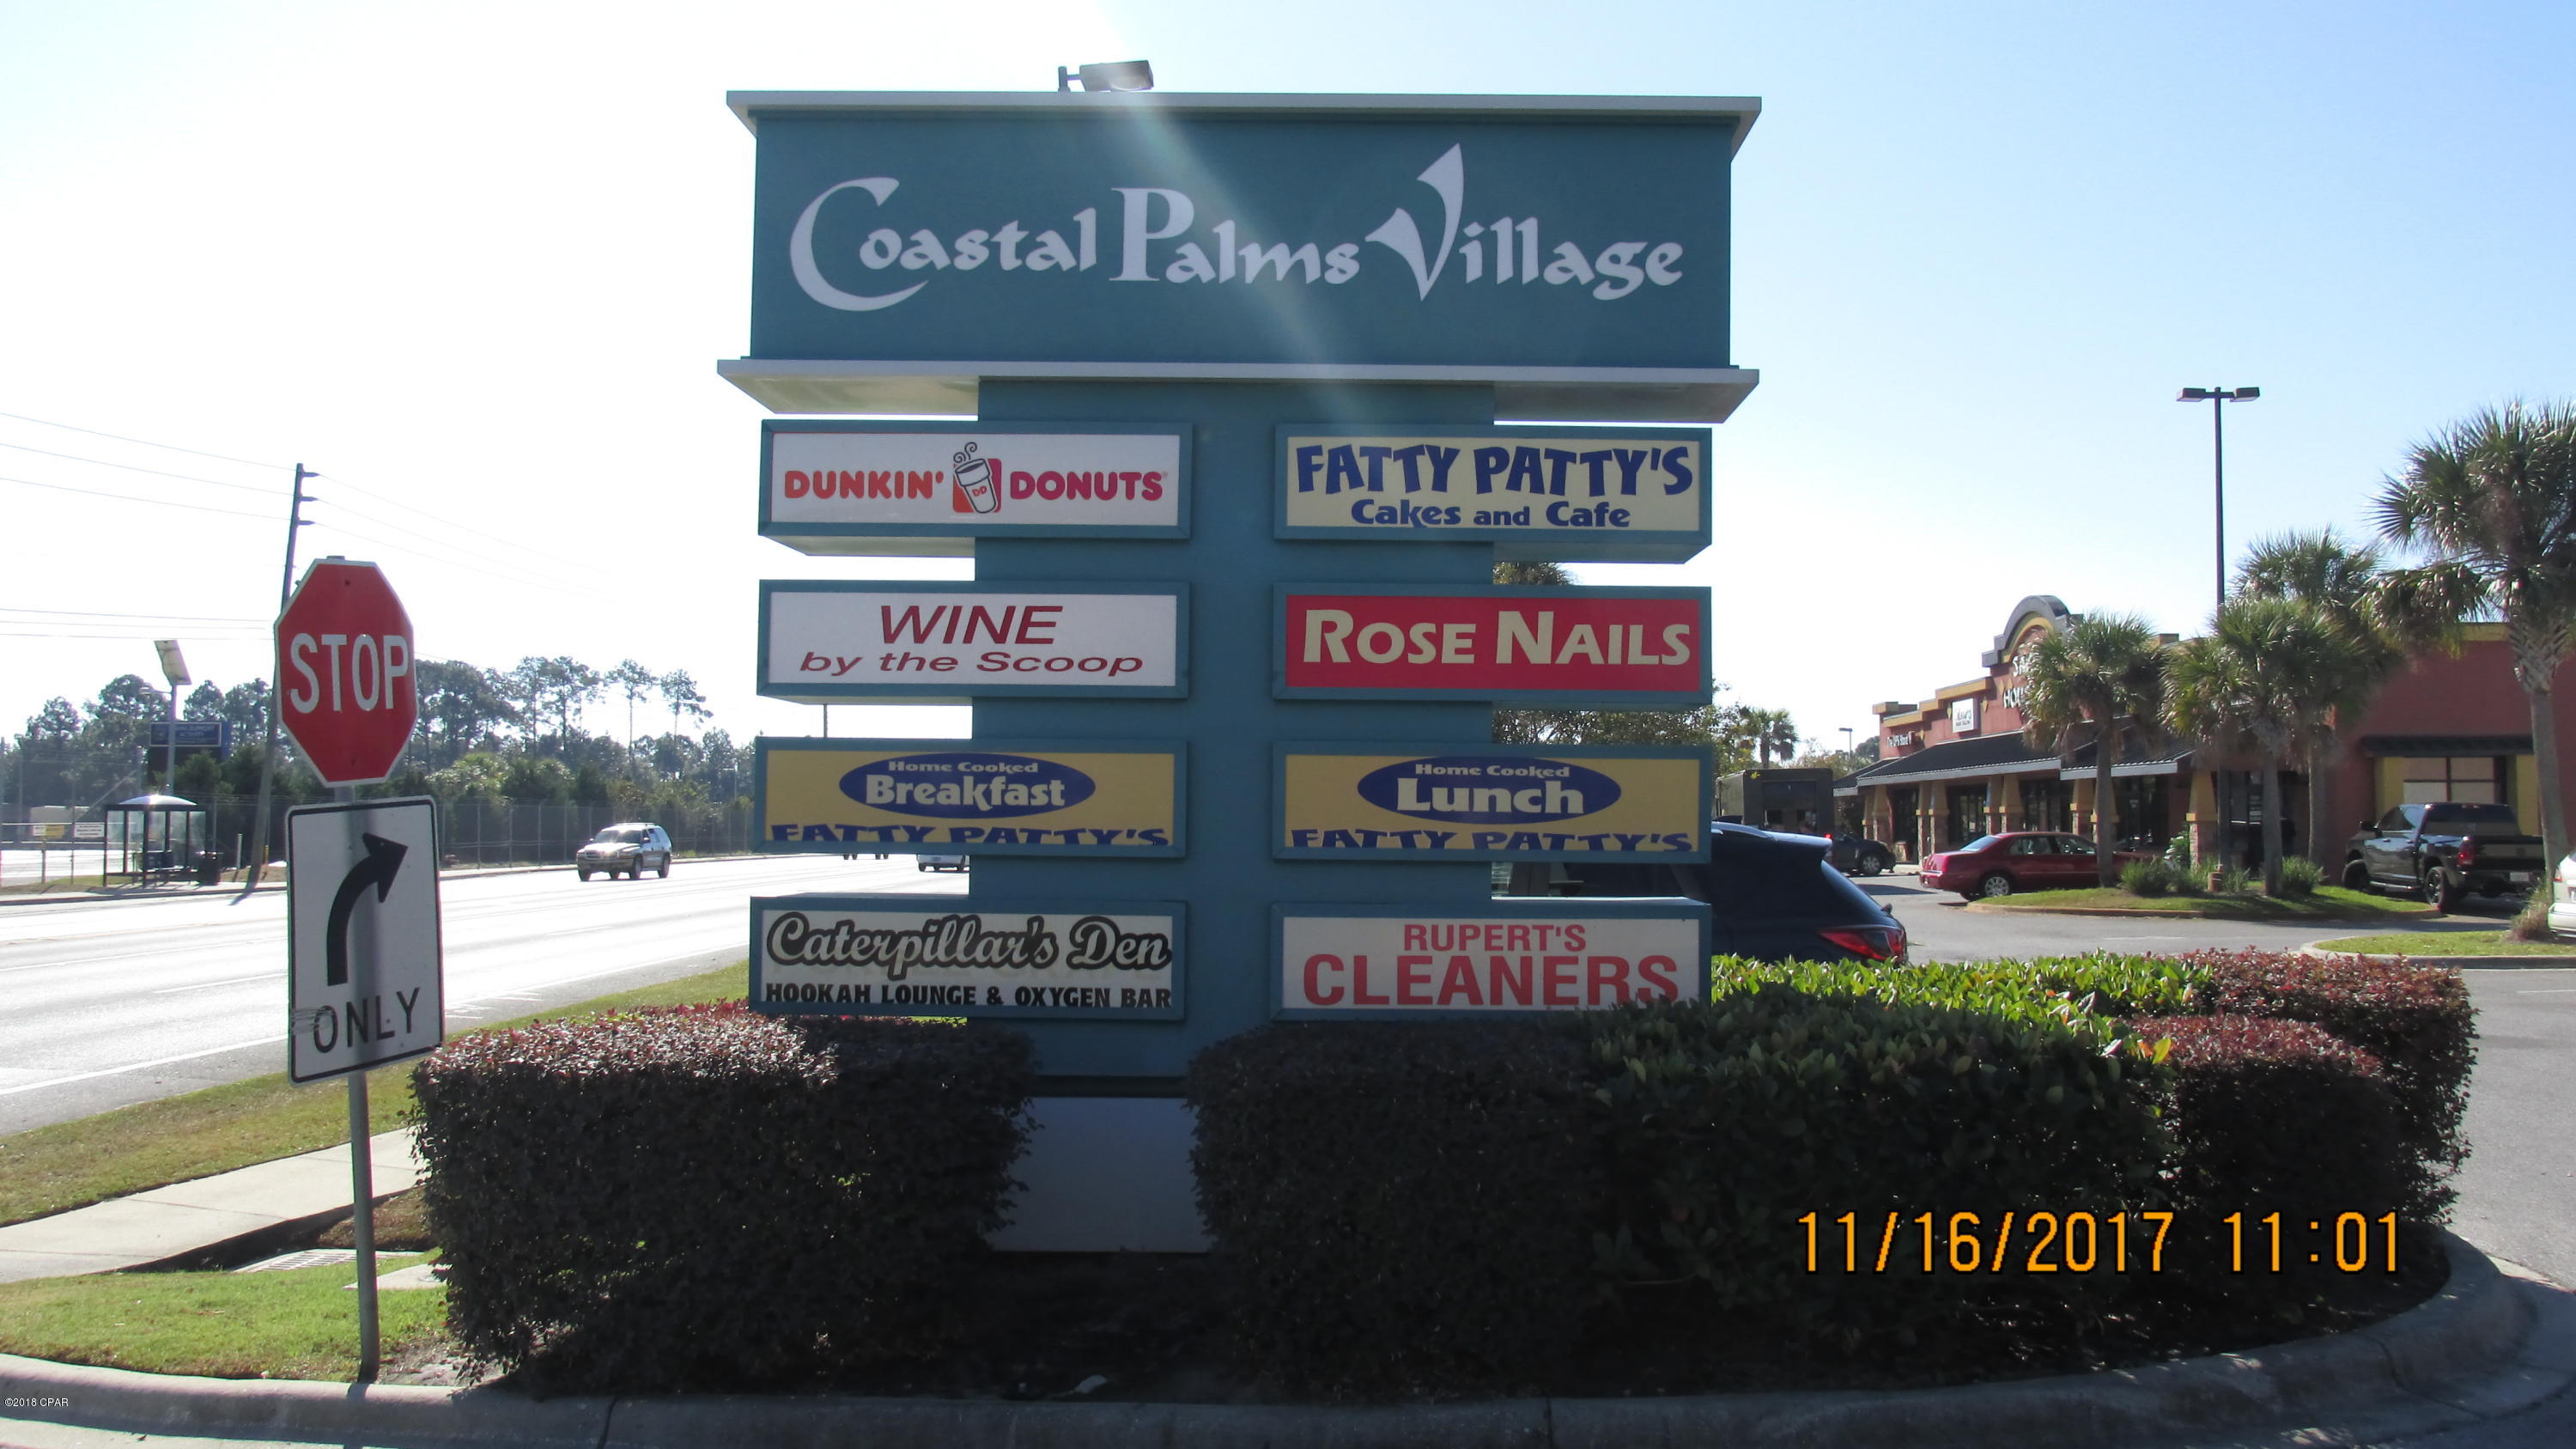 Coastal Palms Village
DUNKIN' DD DONUTS
FATTY PATTY'S
Cakes and Cafe
WINE
by the Scoop
ROSE NAILS
Home Cooked
Breakfast
FATTY PATTY'S
Home Cooked
Lunch
FATTY PATTY'S
Caterpillar's Den
HOOKAH LOUNGE & OXYGEN BAR
RUPERT'S
CLEANERS
STOP
ONLY
11/16/2017 11:01
©2018 CPAR